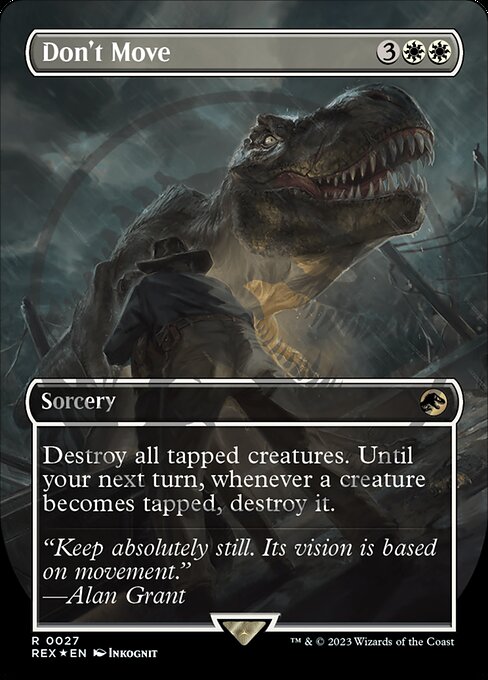 Don't Move
3
Sorcery
Destroy all tapped creatures. Until
your next turn, whenever a creature
becomes tapped, destroy it.
“Keep absolutely still. Its vision is based
on movement.”
—Alan Grant
R 0027
REX★EN INKOGNIT
™ & © 2023 Wizards of the Coast